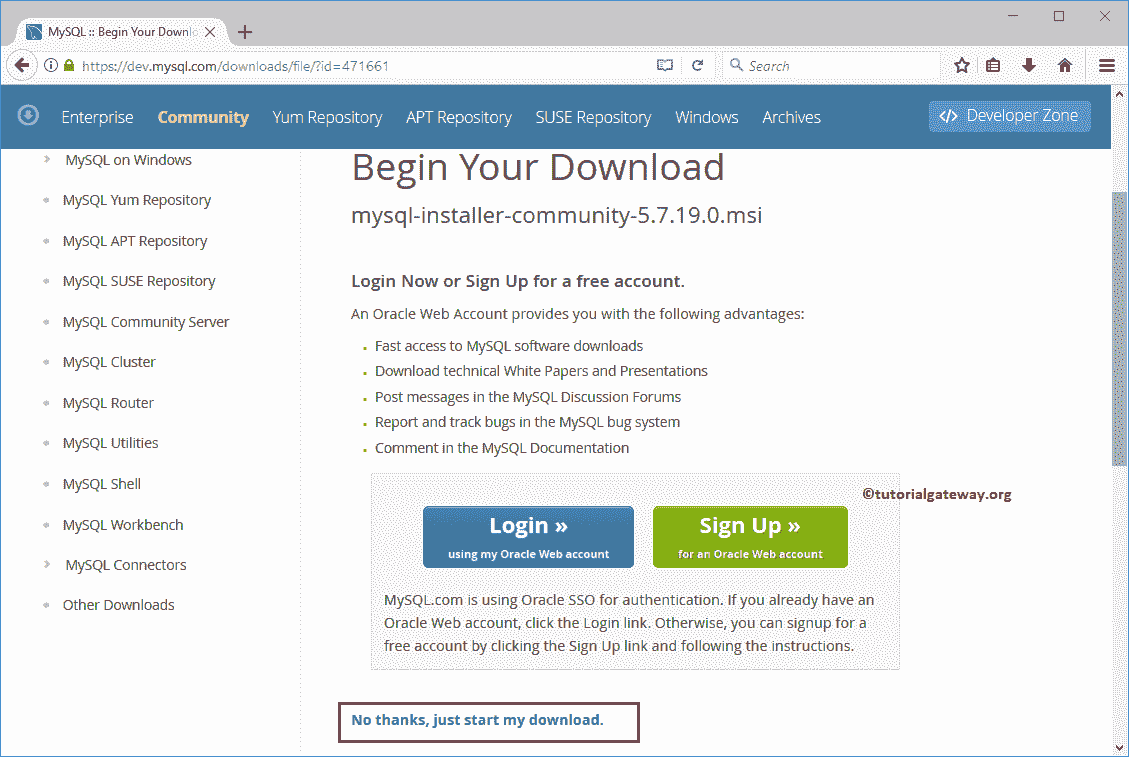 MySQL :: Begin Your Downl
https://dev.mysql.com/downloads/file/?id=471661
Search
Enterprise
Community
Yum Repository
APT Repository
SUSE Repository
Windows
Archives
</> Developer Zone
MySQL on Windows
MySQL Yum Repository
MySQL APT Repository
MySQL SUSE Repository
MySQL Community Server
MySQL Cluster
MySQL Router
MySQL Utilities
MySQL Shell
MySQL Workbench
MySQL Connectors
Other Downloads
Begin Your Download
mysql-installer-community-5.7.19.0.msi
Login Now or Sign Up for a free account.
An Oracle Web Account provides you with the following advantages:
Fast access to MySQL software downloads
Download technical White Papers and Presentations
Post messages in the MySQL Discussion Forums
Report and track bugs in the MySQL bug system
Comment in the MySQL Documentation
©tutorialgateway.org
Login »
using my Oracle Web account
Sign Up »
for an Oracle Web account
MySQL.com is using Oracle SSO for authentication. If you already have an
Oracle Web account, click the Login link. Otherwise, you can signup for a
free account by clicking the Sign Up link and following the instructions.
No thanks, just start my download.